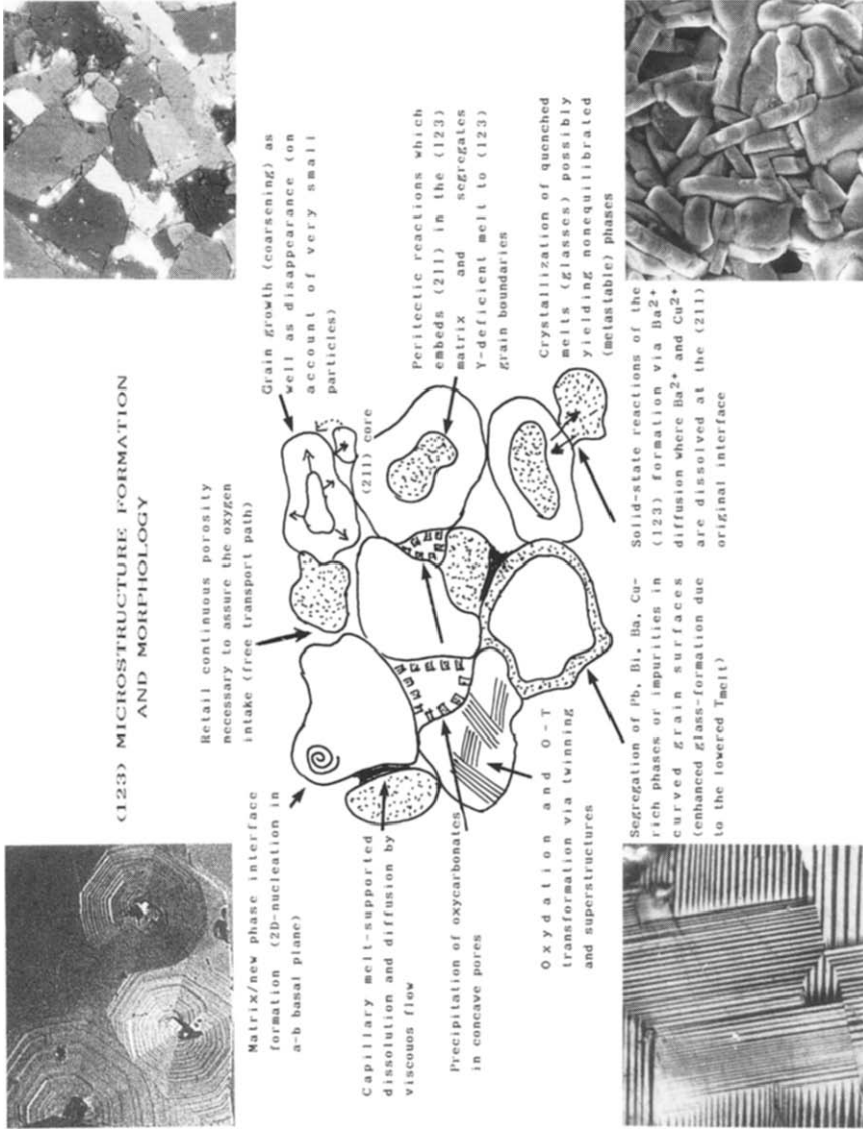 (123) MICROSTRUCTURE FORMATION
AND MORPHOLOGY
Matrix/new phase interface
formation (2D-nucleation in
a-b basal plane)
Capillary melt-supported
dissolution and diffusion by
viscouos flow
Precipitation of oxycarbonates
in concave pores
Oxydation and O-T
transformation via twinning
and superstructures
Segregation of Pb, Bi, Ba, Cu-
rich phases or impurities in
curved grain surfaces
(enhanced glass-formation due
to the lowered Tmelt)
Retail continuous porosity
necessary to assure the oxygen
intake (free transport path)
(211) core
Grain growth (coarsening) as
well as disappearance (on
account of very small
particles)
Peritectic reactions which
embeds (211) in the (123)
matrix and segregates
Y-deficient melt to (123)
grain boundaries
Crystallization of quenched
melts (glasses) possibly
yielding nonequilibrated
(metastable) phases
Solid-state reactions of the
(123) formation via Ba2+
diffusion where Ba2+ and Cu2+
are dissolved at the (211)
original interface